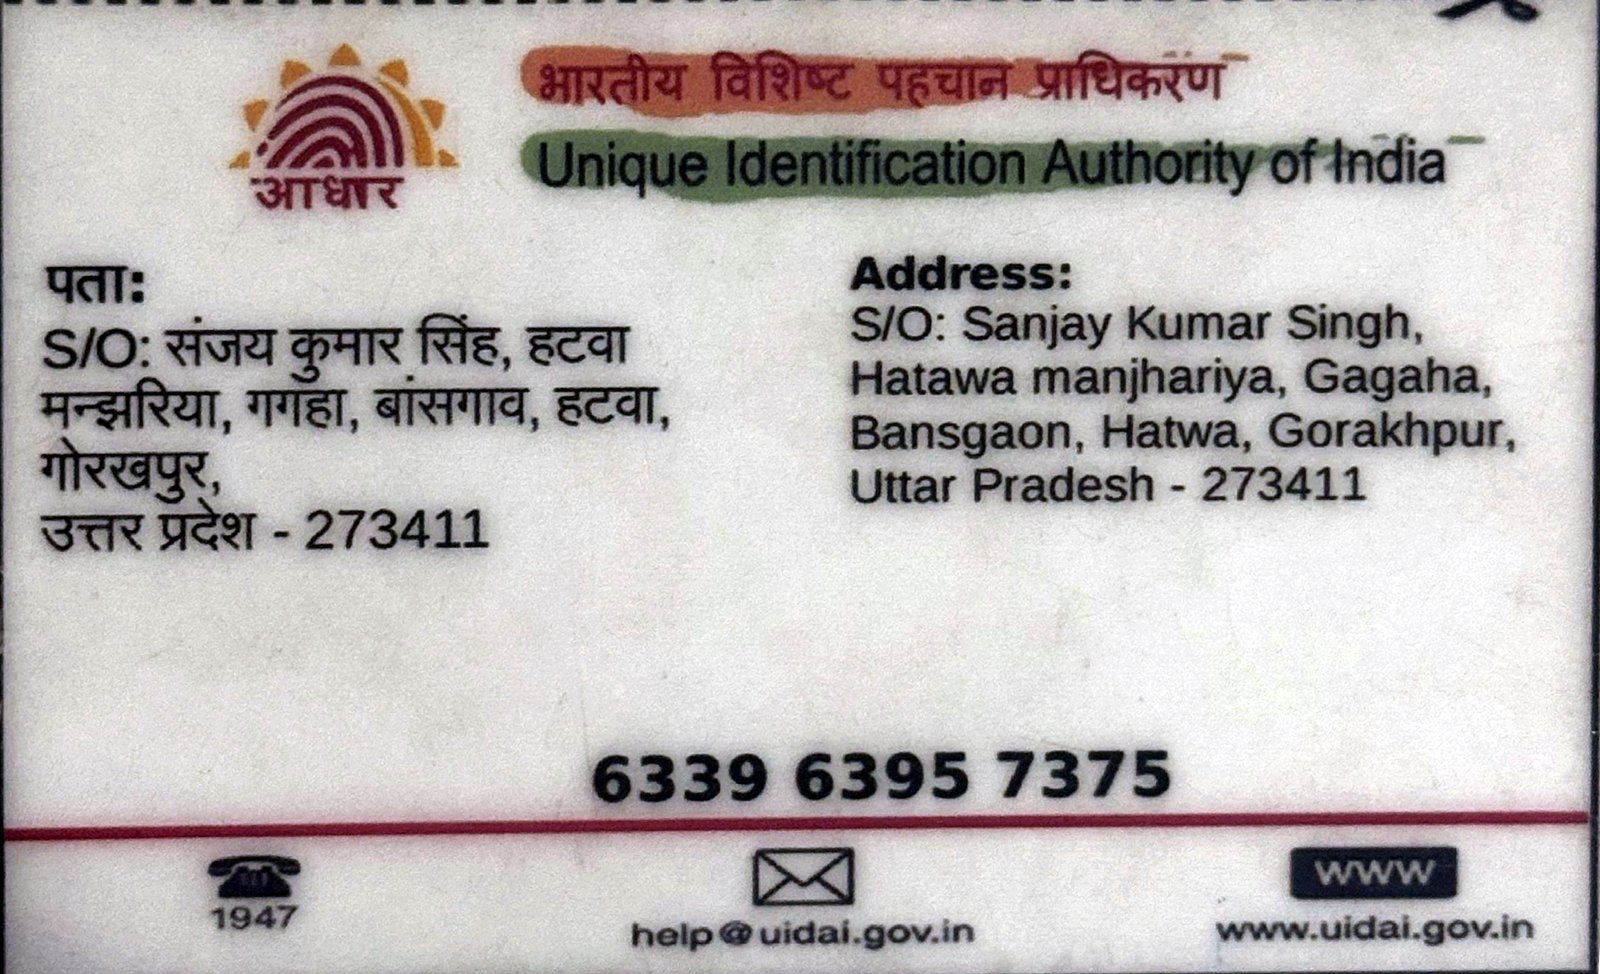 आधार
भारतीय विशिष्ट पहचान प्राधिकरण
Unique Identification Authority of India
पता:
S/O: संजय कुमार सिंह, हटवा
मन्झरिया, गगहा, बांसगाव, हटवा,
गोरखपुर,
उत्तर प्रदेश - 273411
Address:
S/O: Sanjay Kumar Singh,
Hatawa manjhariya, Gagaha,
Bansgaon, Hatwa, Gorakhpur,
Uttar Pradesh - 273411
6339 6395 7375
1947
help@uidai.gov.in
www
www.uidai.gov.in